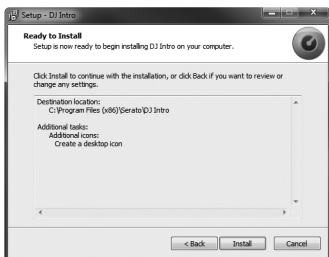 Setup - DJ Intro
Ready to Install
Setup is now ready to begin installing DJ Intro on your computer.
Click Install to continue with the installation, or click Back if you want to review or
change any settings.
Destination location:
C:\Program Files (x86)\Serato\DJ Intro
Additional tasks:
Additional icons:
Create a desktop icon
< Back Install Cancel